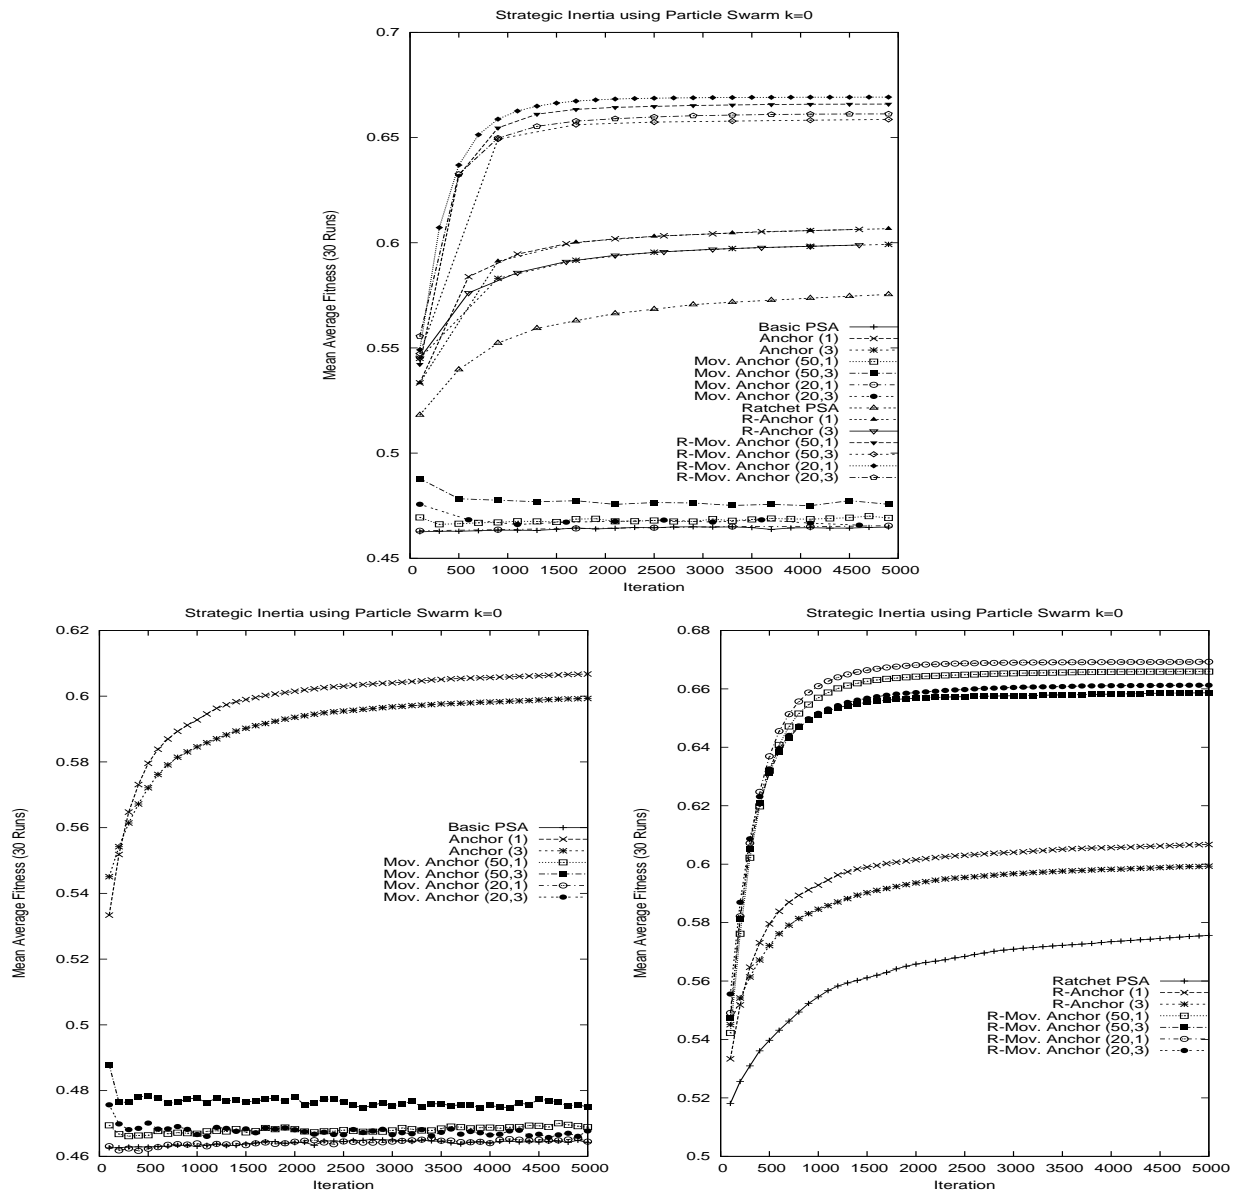 Strategic Inertia using Particle Swarm k=0
0.7
0.65
0.6
0.55
0.5
0.45
Mean Average Fitness (30 Runs)
Basic PSA
Anchor (1)
Anchor (3)
Mov. Anchor (50,1)
Mov. Anchor (50,3)
Mov. Anchor (20,1)
Mov. Anchor (20,3)
Ratchet PSA
R-Anchor (1)
R-Anchor (3)
R-Mov. Anchor (50,1)
R-Mov. Anchor (50,3)
R-Mov. Anchor (20,1)
R-Mov. Anchor (20,3)
0 500 1000 1500 2000 2500 3000 3500 4000 4500 5000
Iteration
Strategic Inertia using Particle Swarm k=0
0.62
0.6
0.58
0.56
0.54
0.52
0.5
0.48
0.46
Mean Average Fitness (30 Runs)
Basic PSA
Anchor (1)
Anchor (3)
Mov. Anchor (50,1)
Mov. Anchor (50,3)
Mov. Anchor (20,1)
Mov. Anchor (20,3)
0 500 1000 1500 2000 2500 3000 3500 4000 4500 5000
Iteration
Strategic Inertia using Particle Swarm k=0
0.68
0.66
0.64
0.62
0.6
0.58
0.56
0.54
0.52
0.5
Mean Average Fitness (30 Runs)
Ratchet PSA
R-Anchor (1)
R-Anchor (3)
R-Mov. Anchor (50,1)
R-Mov. Anchor (50,3)
R-Mov. Anchor (20,1)
R-Mov. Anchor (20,3)
0 500 1000 1500 2000 2500 3000 3500 4000 4500 5000
Iteration